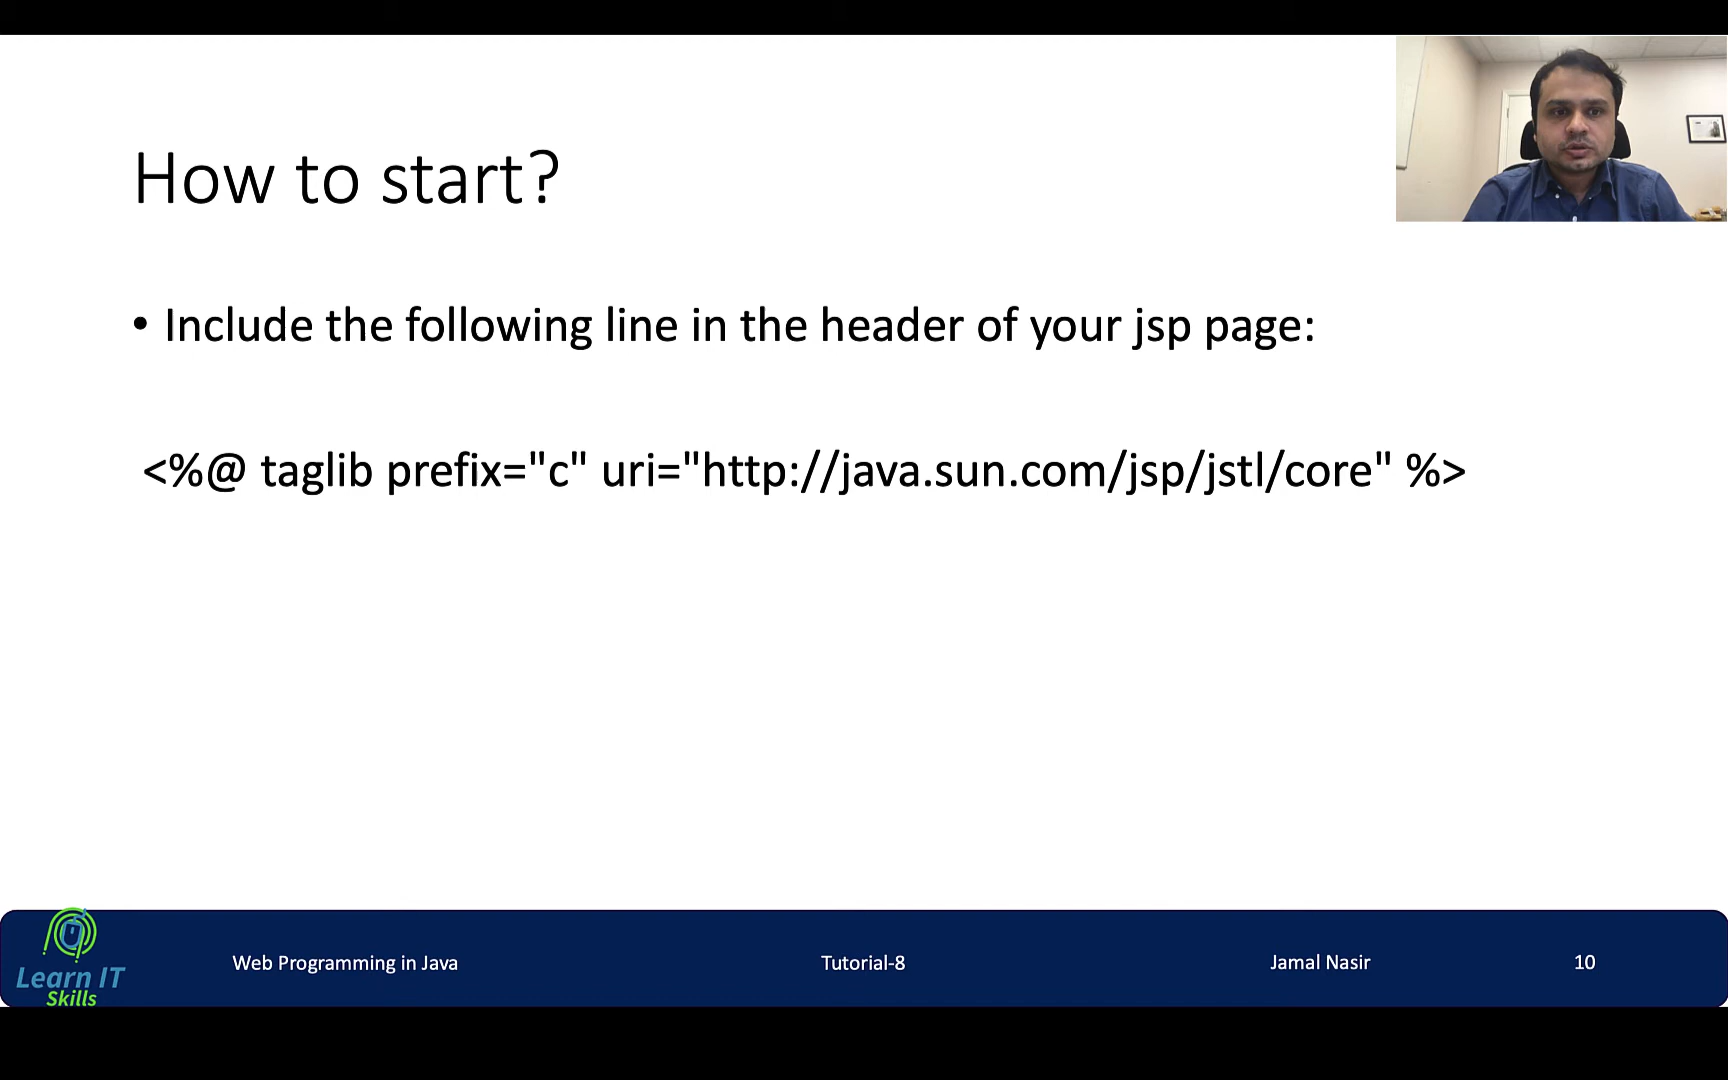 How to start?
• Include the following line in the header of your jsp page:
<%@ taglib prefix="c" uri="http://java.sun.com/jsp/jstl/core" %>
Learn IT
Skills
Web Programming in Java
Tutorial-8
Jamal Nasir
10